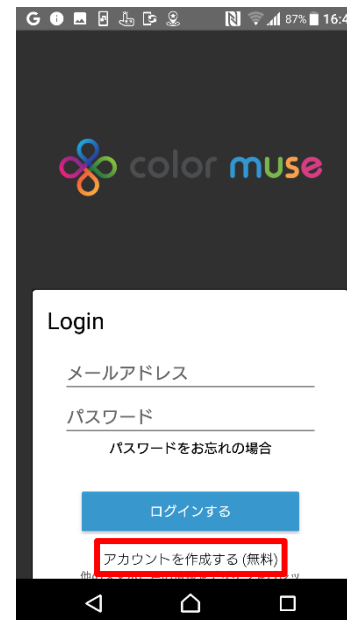 G 87% 16:4
color muse
Login
メールアドレス
パスワード
パスワードをお忘れの場合
ログインする
アカウントを作成する (無料)